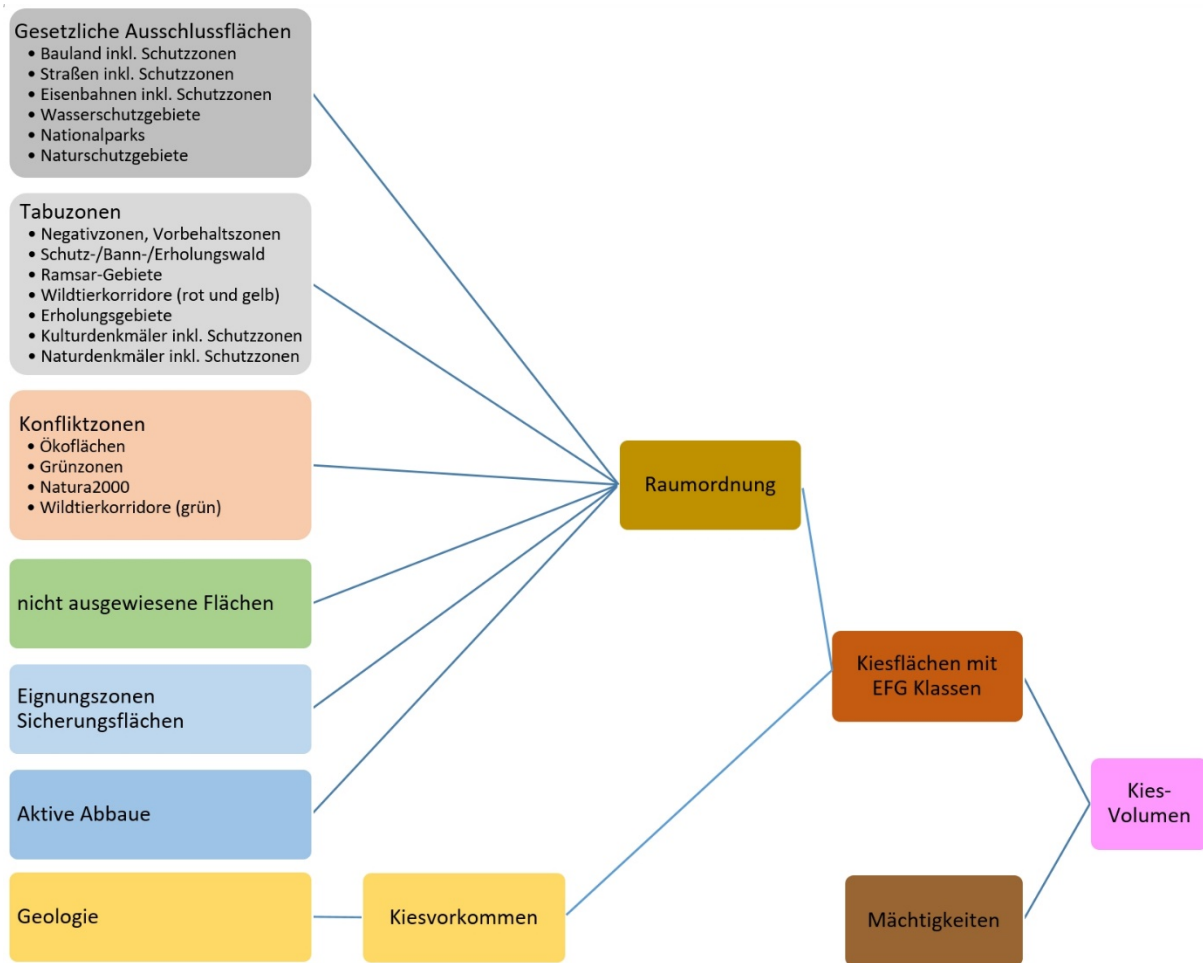 Gesetzliche Ausschlussflächen
• Bauland inkl. Schutzzonen
• Straßen inkl. Schutzzonen
• Eisenbahnen inkl. Schutzzonen
• Wasserschutzgebiete
• Nationalparks
• Naturschutzgebiete
Tabuzonen
• Negativzonen, Vorbehaltszonen
• Schutz-/Bann-/Erholungswald
• Ramsar-Gebiete
• Wildtierkorridore (rot und gelb)
• Erholungsgebiete
• Kulturdenkmäler inkl. Schutzzonen
• Naturdenkmäler inkl. Schutzzonen
Konfliktzonen
• Ökoflächen
• Grünzonen
• Natura2000
• Wildtierkorridore (grün)
nicht ausgewiesene Flächen
Eignungszonen
Sicherungsflächen
Aktive Abbaue
Geologie
Kiesvorkommen
Raumordnung
Kiesflächen mit
EFG Klassen
Mächtigkeiten
Kies-
Volumen